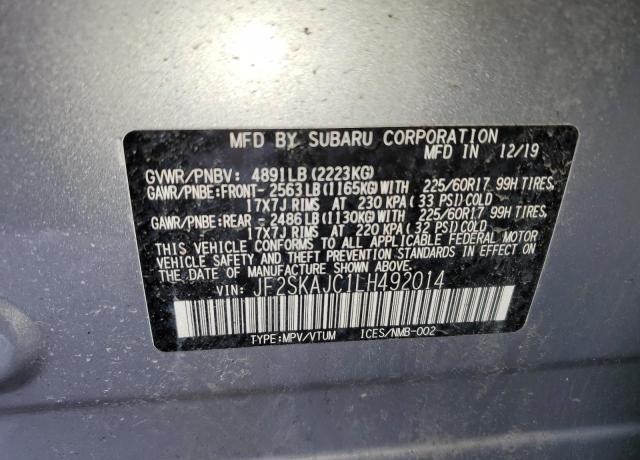 MFD BY SUBARU CORPORATION
MFD IN 12/19
GVWR/PNBV: 4891LB(2223KG)
GAWR/PNBE:FRONT-2563LB(1165KG)WITH 225/60R17 99H TIRES,
17X7J RIMS AT 230 KPA(33 PSI)COLD
GAWR/PNBE:REAR -2486LB(1130KG)WITH 225/60R17 99H TIRES,
17X7J RIMS AT 220 KPA(32 PSI)COLD
THIS VEHICLE CONFORMS TO ALL APPLICABLE FEDERAL MOTOR
VEHICLE SAFETY AND THEFT PREVENTION STANDARDS IN EFFECT ON
THE DATE OF MANUFACTURE SHOWN ABOVE.
VIN: JF2SKAJC1LH492014
TYPE:MPV/VTUM ICES/NMB-002